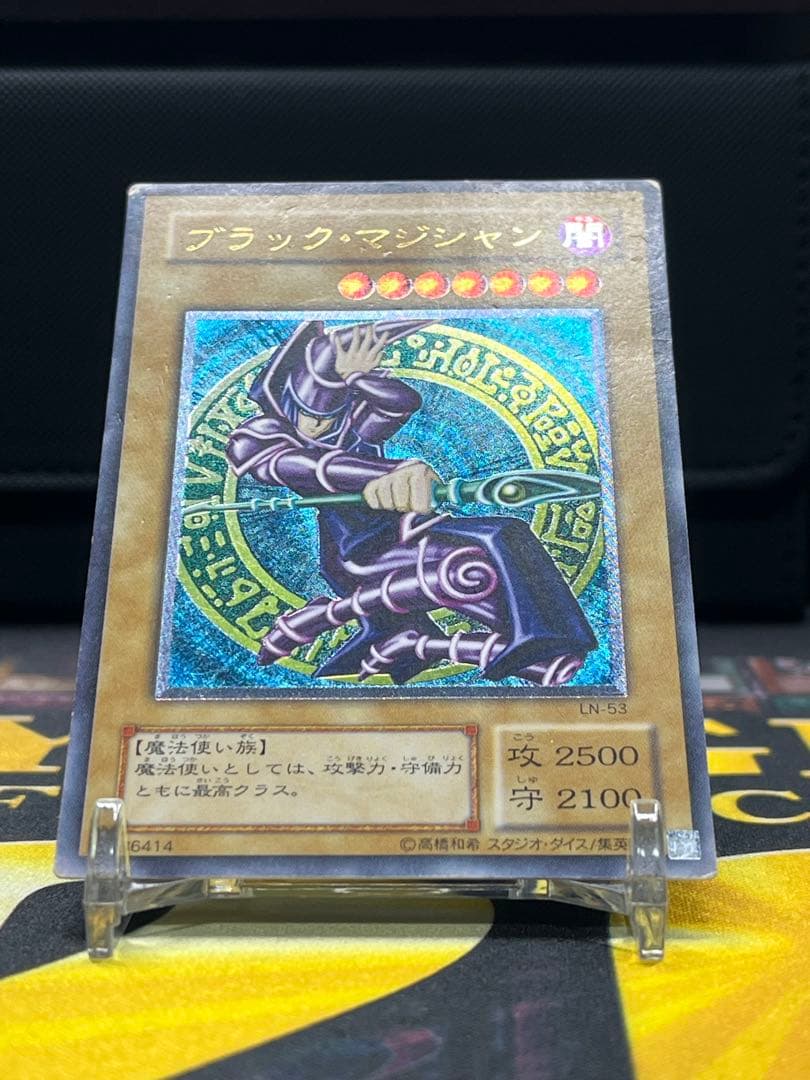 ブラック・マジシャン
闇
LN-53
【魔法使い族】
魔法使いとしては、攻撃力・守備力
ともに最高クラス。
攻 2500
守 2100
6414
©高橋和希 スタジオ・ダイス/集英